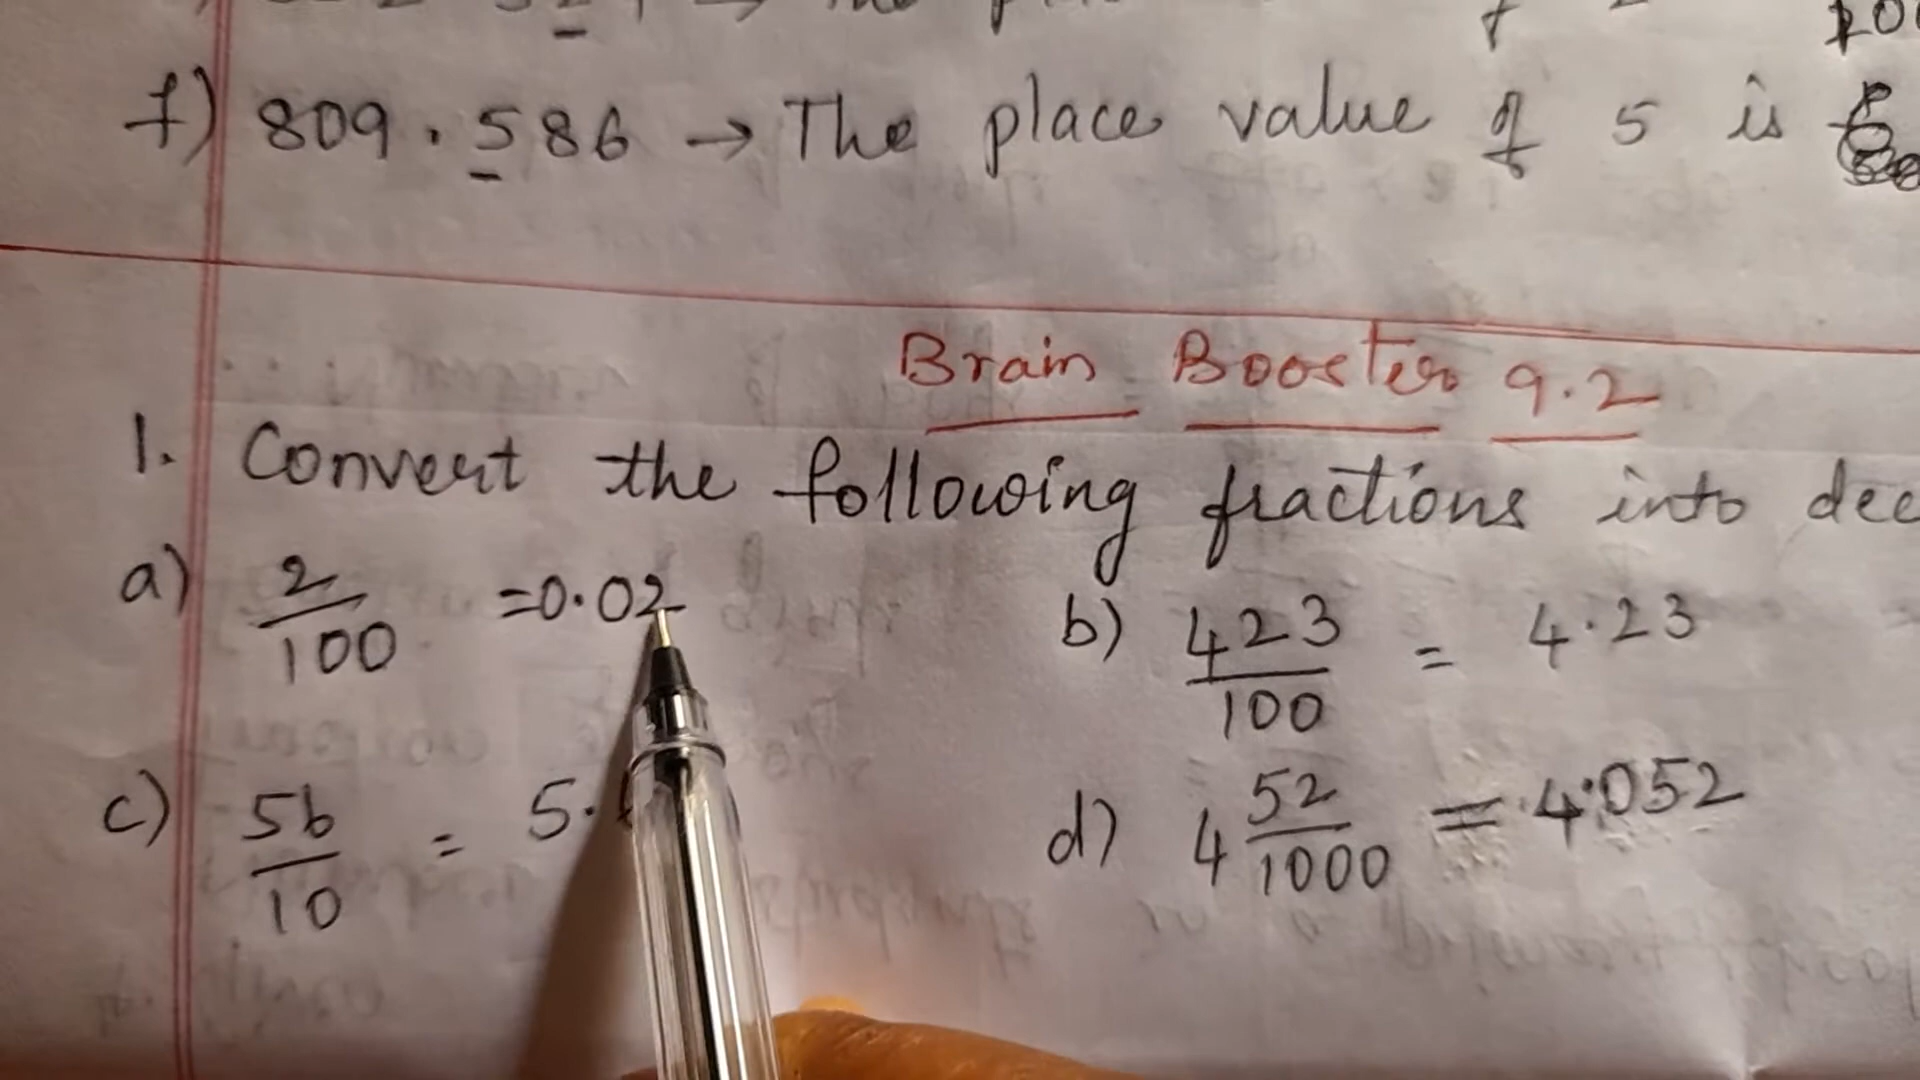 f) 809.586 → The place value of 5 is
Brain Booster 9.2
1. Convert the following fractions into dec
a) 2/100 = 0.02
b) 423/100 = 4.23
c) 56/10 = 5.
d) 4 52/1000 = 4.052